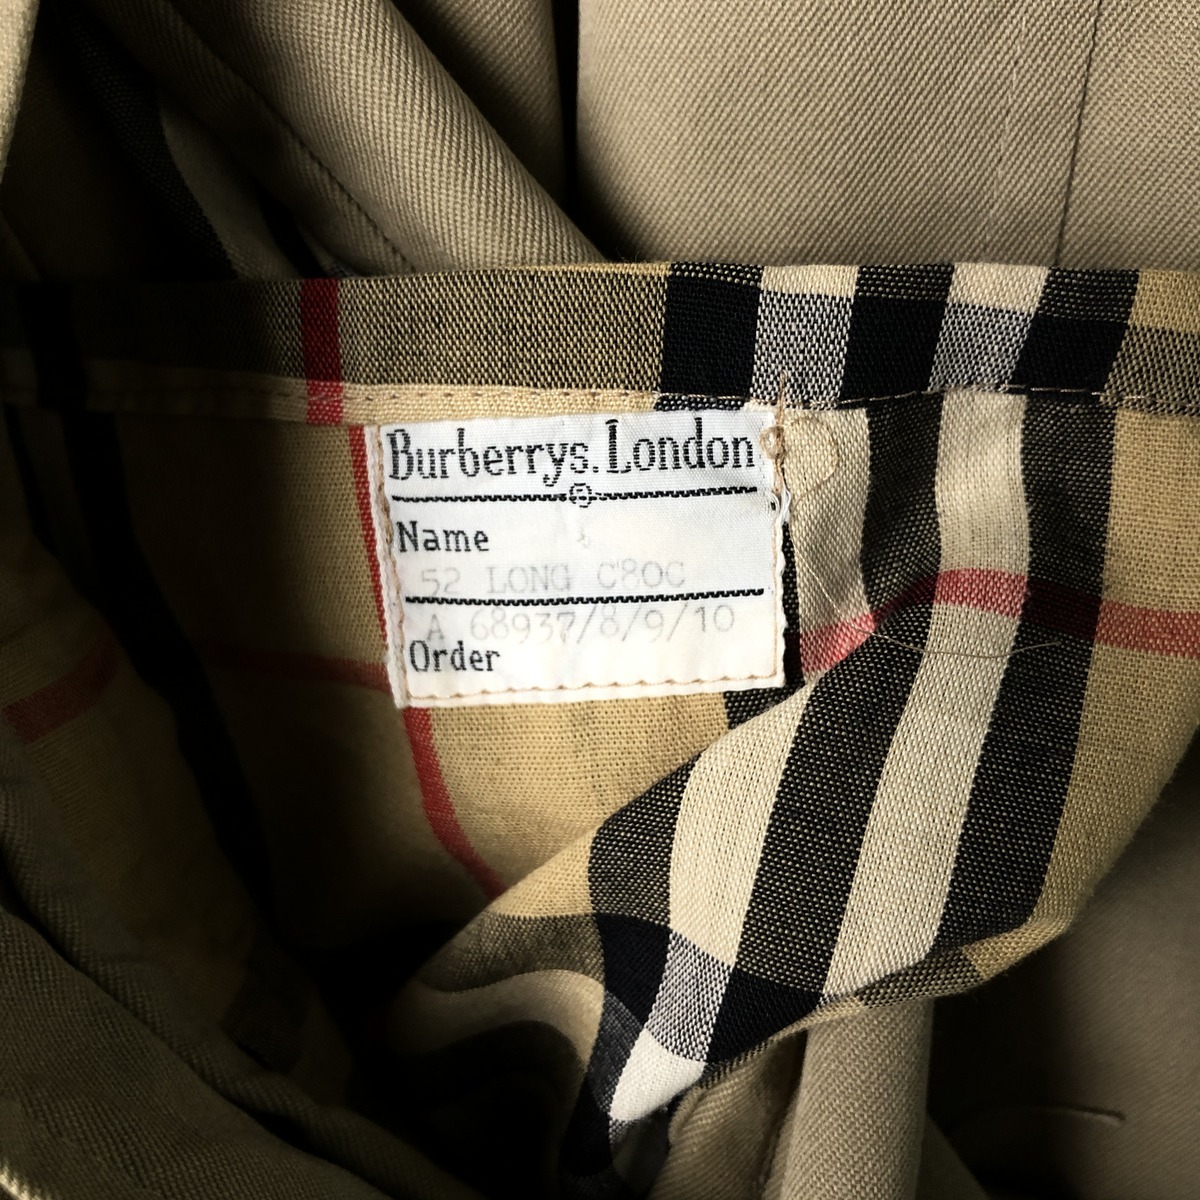 Burberrys. London
Name
52 LONG C80C
A 68937/8/9/10
Order